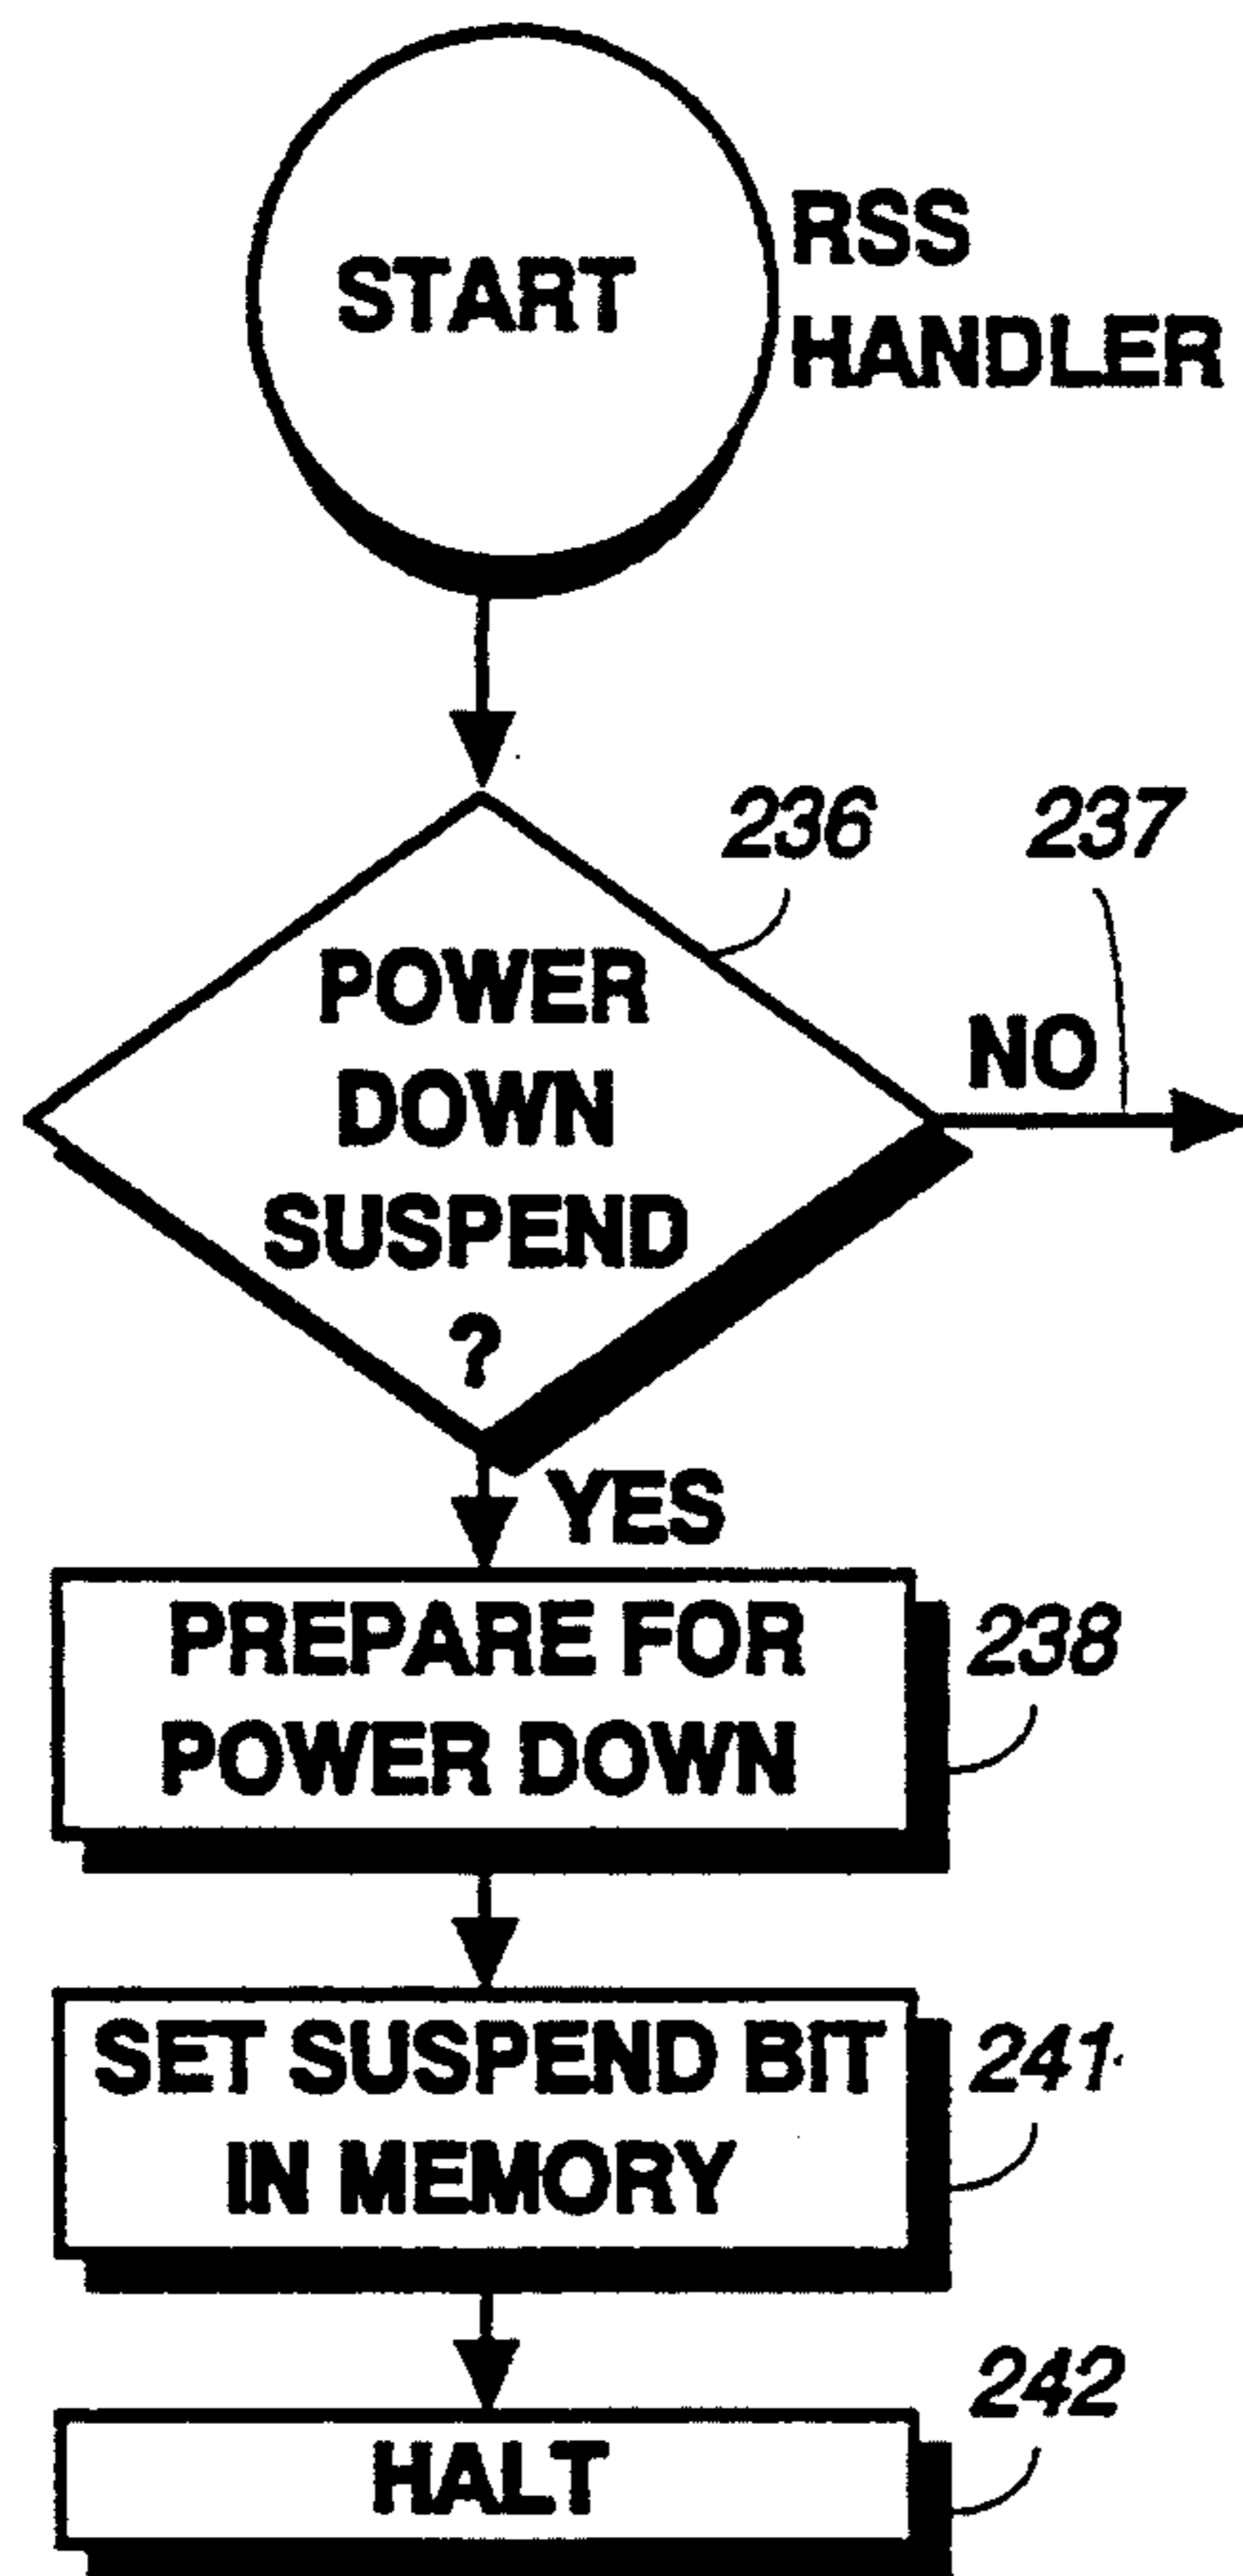 START
RSS
HANDLER
236
237
POWER
DOWN
SUSPEND
?
NO
YES
PREPARE FOR
POWER DOWN
238
SET SUSPEND BIT
IN MEMORY
241
HALT
242